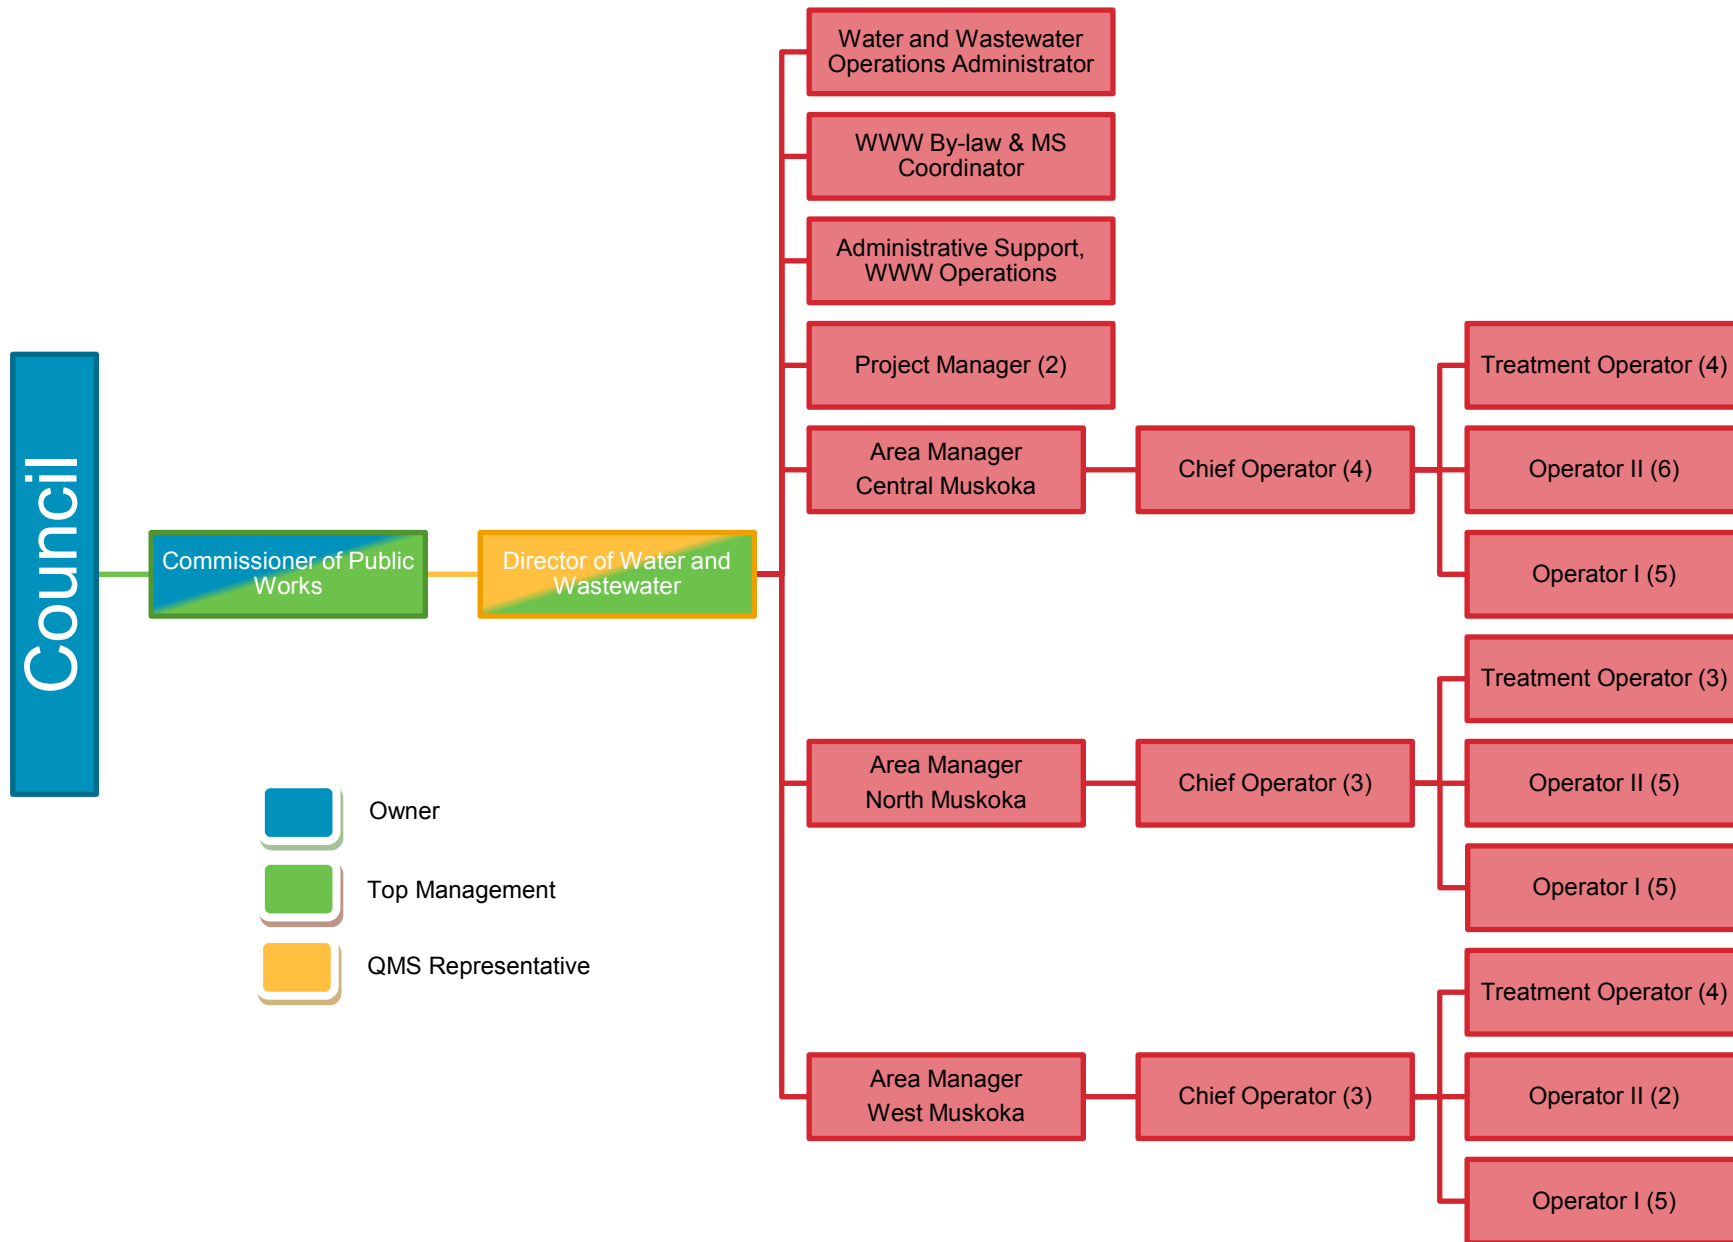 Council
Commissioner of Public
Works
Director of Water and
Wastewater
Water and Wastewater
Operations Administrator
WWW By-law & MS
Coordinator
Administrative Support,
WWW Operations
Project Manager (2)
Area Manager
Central Muskoka
Chief Operator (4)
Treatment Operator (4)
Operator II (6)
Operator I (5)
Area Manager
North Muskoka
Chief Operator (3)
Treatment Operator (3)
Operator II (5)
Operator I (5)
Area Manager
West Muskoka
Chief Operator (3)
Treatment Operator (4)
Operator II (2)
Operator I (5)
Owner
Top Management
QMS Representative